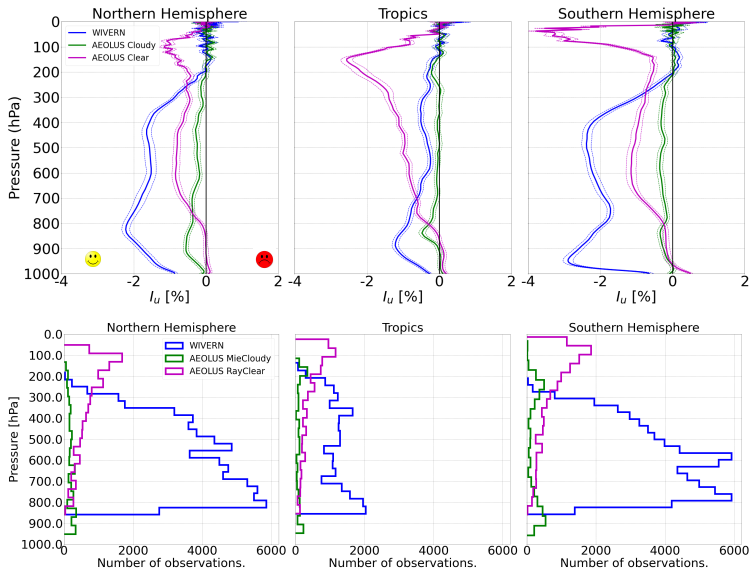 Northern Hemisphere
Tropics
Southern Hemisphere
0
100
200
300
400
500
600
700
800
900
1000
Pressure (hPa)
WIVERN
AEOLUS Cloudy
AEOLUS Clear
-4 -2 0 2
-4 -2 0 2
-4 -2 0 2
I_u [%]
I_u [%]
I_u [%]
Northern Hemisphere
Tropics
Southern Hemisphere
0.0
100.0
200.0
300.0
400.0
500.0
600.0
700.0
800.0
900.0
1000.0
Pressure [hPa]
WIVERN
AEOLUS MieCloudy
AEOLUS RayClear
0 2000 4000 6000
0 2000 4000 6000
0 2000 4000 6000
Number of observations.
Number of observations.
Number of observations.